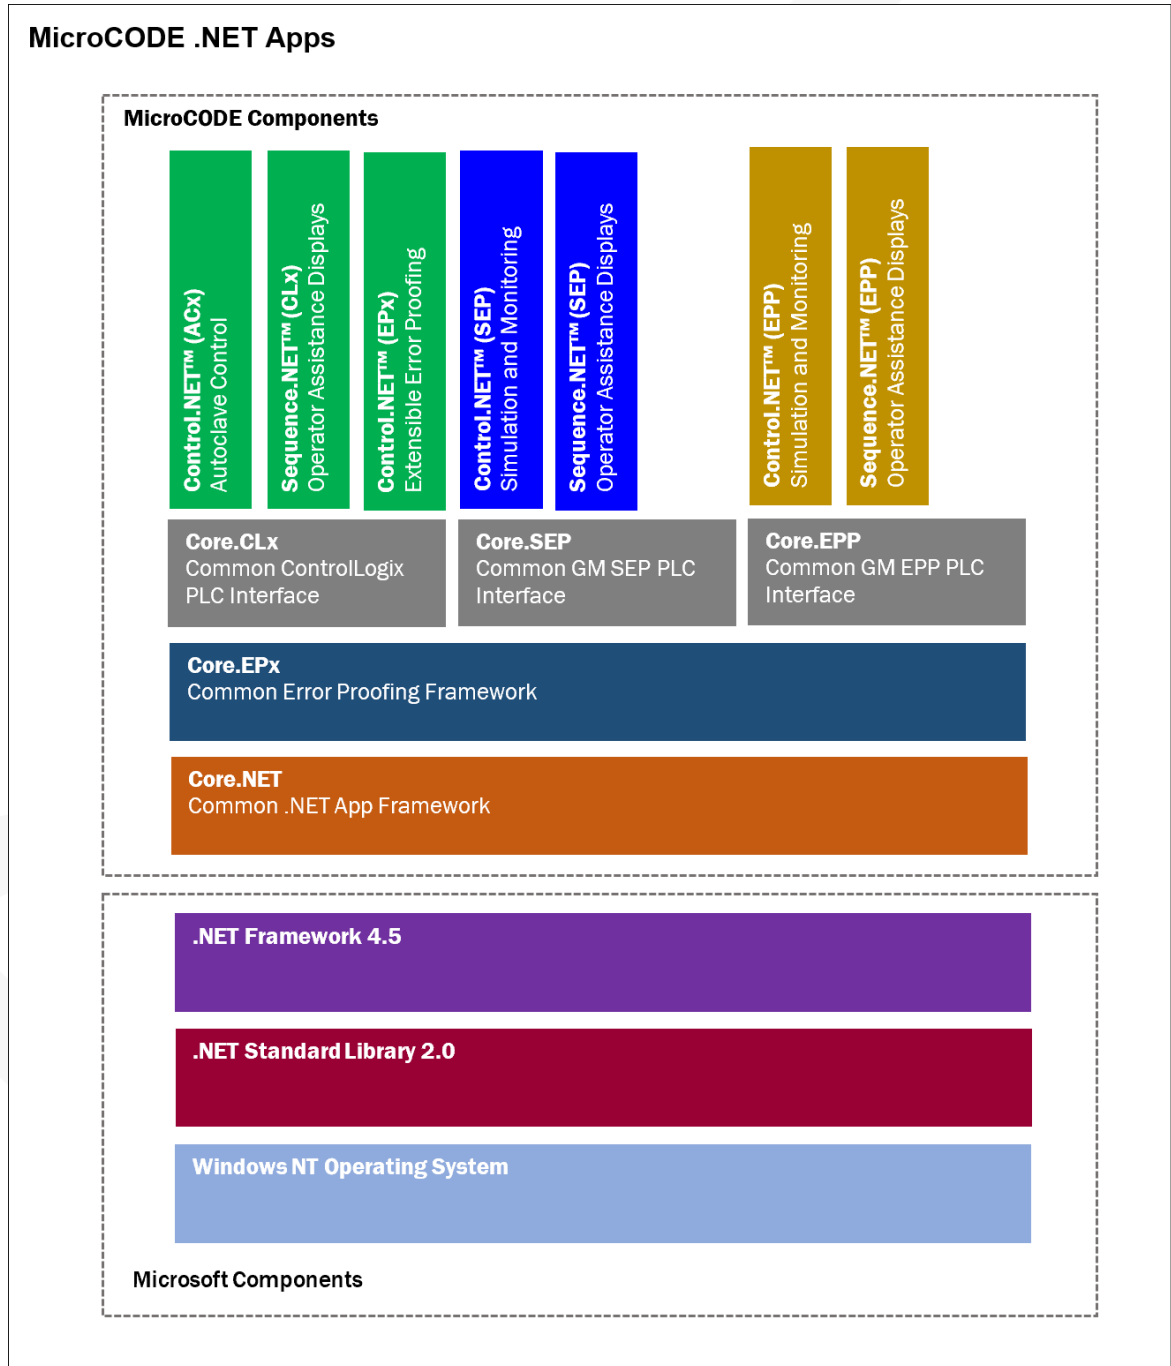 MicroCODE .NET Apps
MicroCODE Components
Control.NET™ (ACx)
Autoclave Control
Sequence.NET™ (CLx)
Operator Assistance Displays
Control.NET™ (EPx)
Extensible Error Proofing
Control.NET™ (SEP)
Simulation and Monitoring
Sequence.NET™ (SEP)
Operator Assistance Displays
Control.NET™ (EPP)
Simulation and Monitoring
Sequence.NET™ (EPP)
Operator Assistance Displays
Core.CLx
Common ControlLogix
PLC Interface
Core.SEP
Common GM SEP PLC
Interface
Core.EPP
Common GM EPP PLC
Interface
Core.EPx
Common Error Proofing Framework
Core.NET
Common .NET App Framework
.NET Framework 4.5
.NET Standard Library 2.0
Windows NT Operating System
Microsoft Components